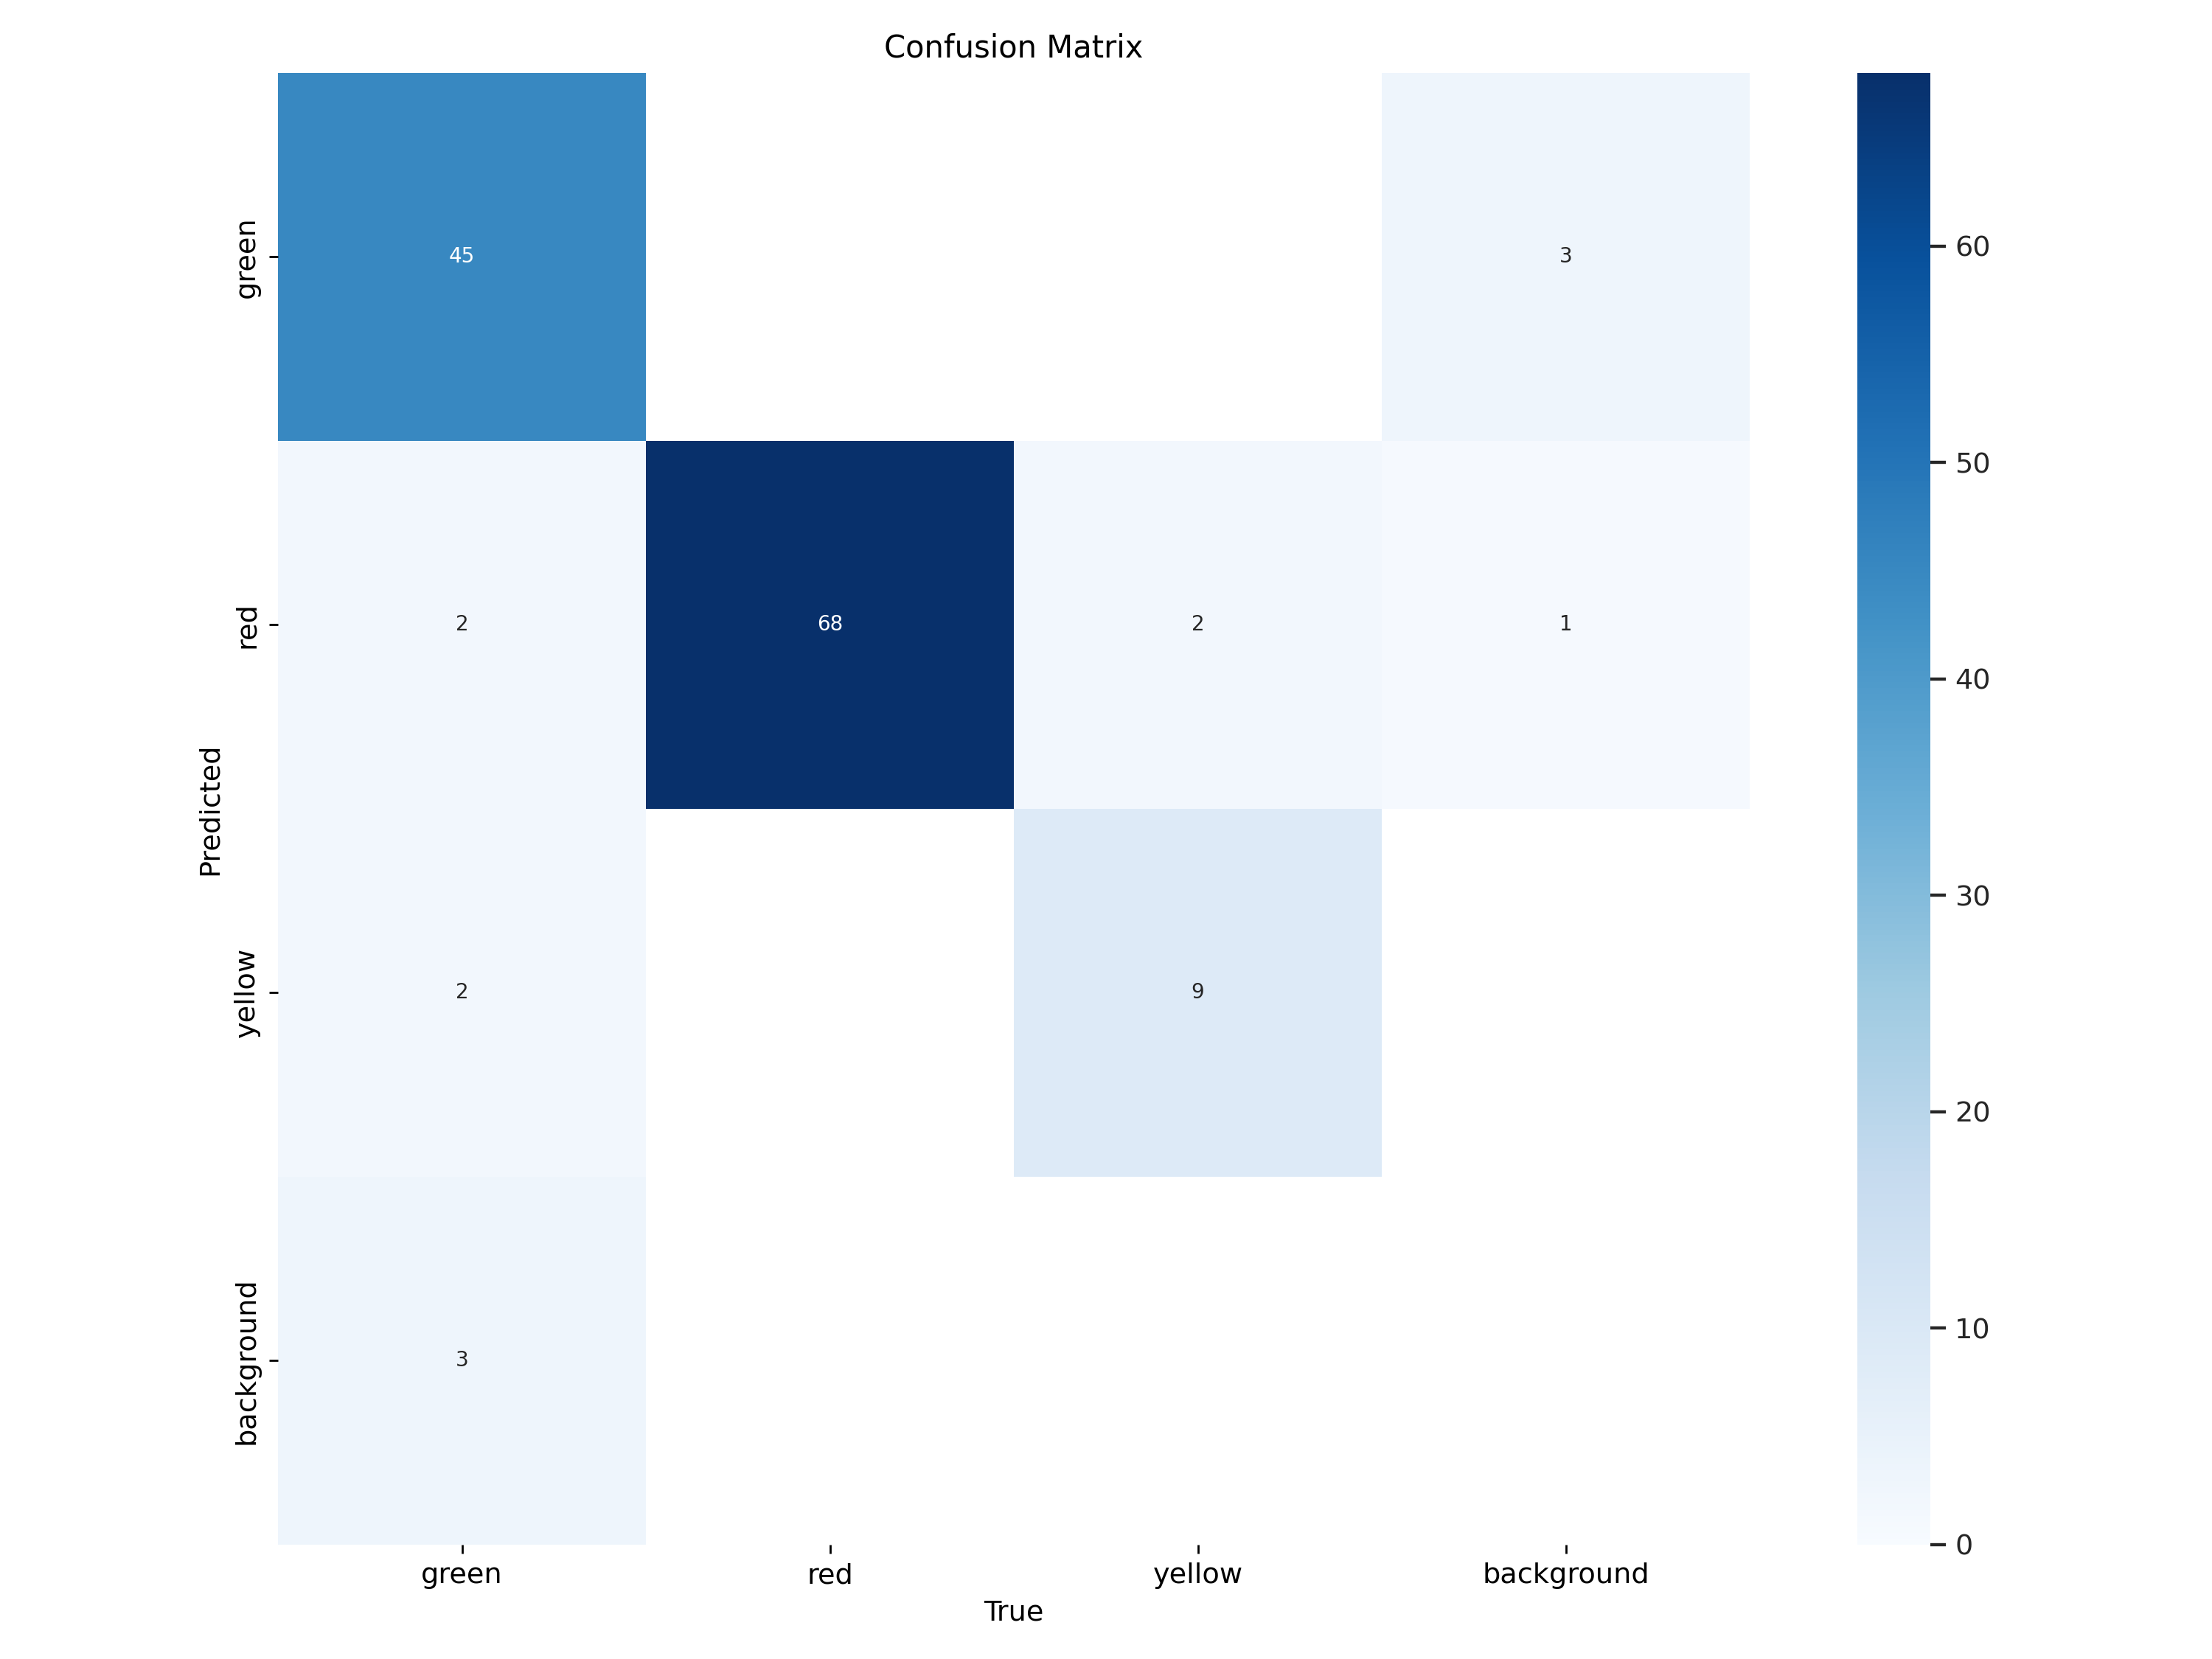 Confusion Matrix
green
45
3
60
50
red
2
68
2
1
40
Predicted
30
yellow
2
9
20
background
3
10
0
green
red
yellow
background
True